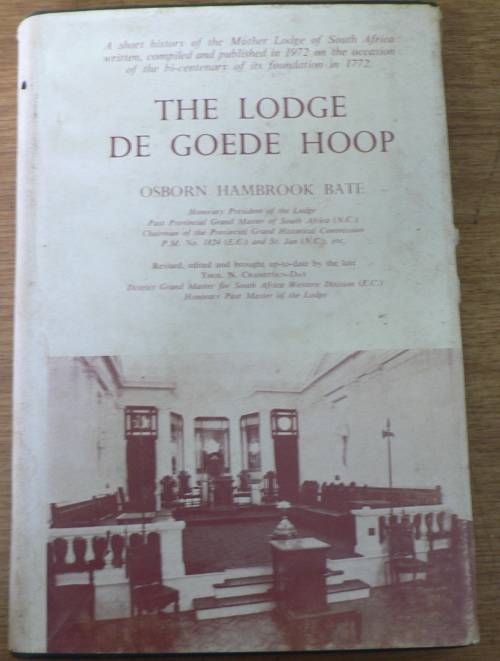 A short history of the Mother Lodge of South Africa
written, compiled and published in 1972 on the occasion
of the bi-centenary of its foundation in 1772
THE LODGE
DE GOEDE HOOP
OSBORN HAMBROOK BATE
Honorary President of the Lodge
Past Provincial Grand Master of South Africa (N.C.)
Chairman of the Provincial Grand Historical Commission
P.M. No. 1824 (E.C.) and St. Jan (N.C.), etc.
Revised, edited and brought up-to-date by the late
Thos. N. Cranstoun-Day
District Grand Master for South Africa Western Division (E.C.)
Honorary Past Master of the Lodge